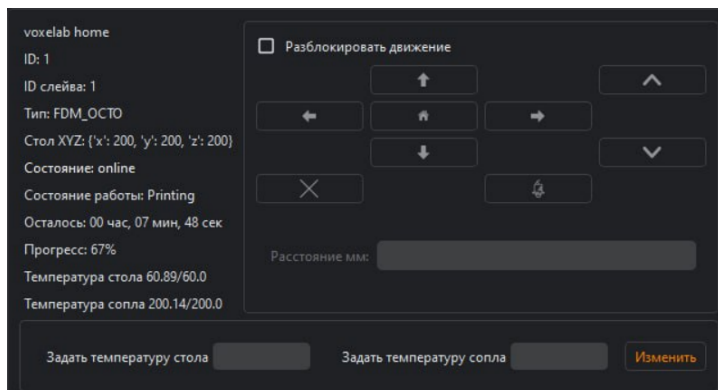 voxelab home
ID: 1
ID слейва: 1
Тип: FDM_OCTO
Стол XYZ: {'x': 200, 'y': 200, 'z': 200}
Состояние: online
Состояние работы: Printing
Осталось: 00 час, 07 мин, 48 сек
Прогресс: 67%
Температура стола 60.89/60.0
Температура сопла 200.14/200.0
Разблокировать движение
Расстояние мм:
Задать температуру стола Задать температуру сопла Изменить